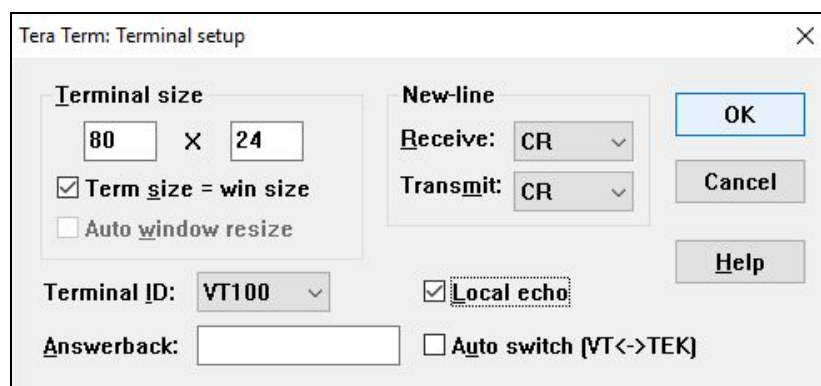 Tera Term: Terminal setup
Terminal size
80 X 24
Term size = win size
Auto window resize
New-line
Receive: CR
Transmit: CR
OK
Cancel
Help
Terminal ID: VT100
Local echo
Answerback:
Auto switch (VT<->TEK)